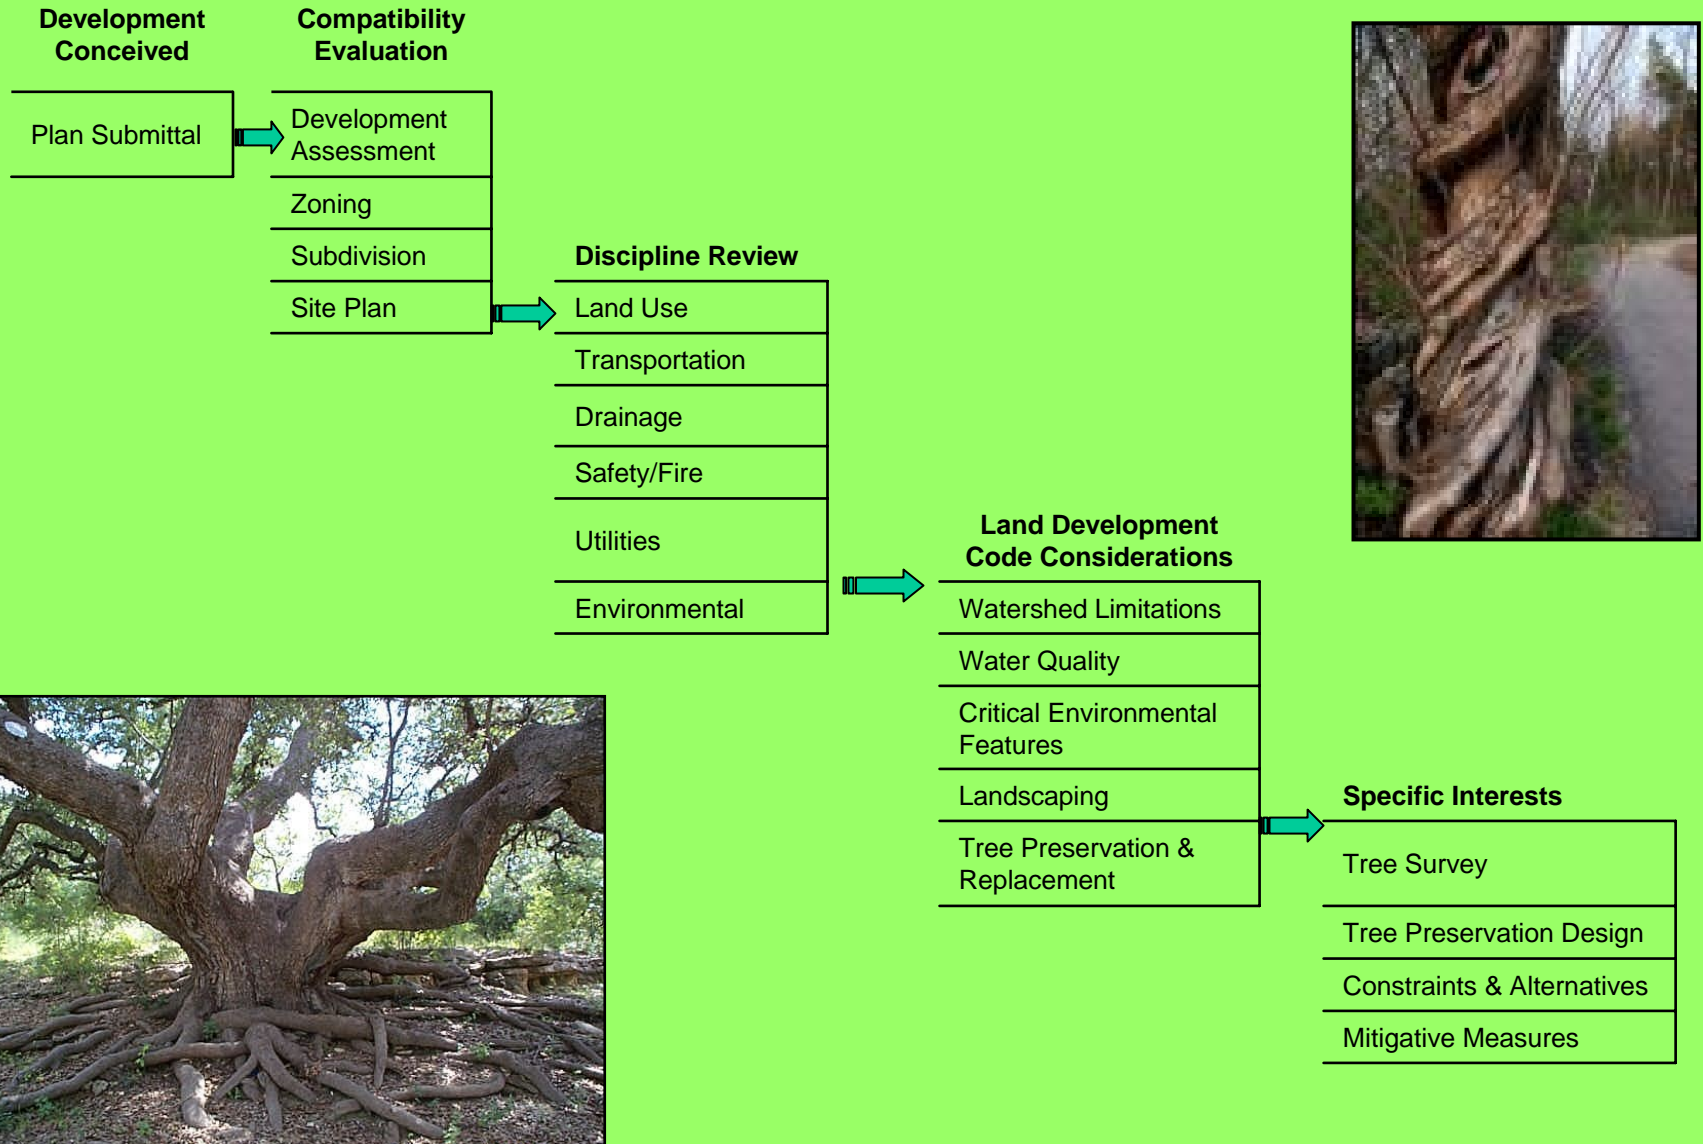 Development
Conceived
Plan Submittal
Compatibility
Evaluation
Development
Assessment
Zoning
Subdivision
Site Plan
Discipline Review
Land Use
Transportation
Drainage
Safety/Fire
Utilities
Environmental
Land Development
Code Considerations
Watershed Limitations
Water Quality
Critical Environmental
Features
Landscaping
Tree Preservation &
Replacement
Specific Interests
Tree Survey
Tree Preservation Design
Constraints & Alternatives
Mitigative Measures